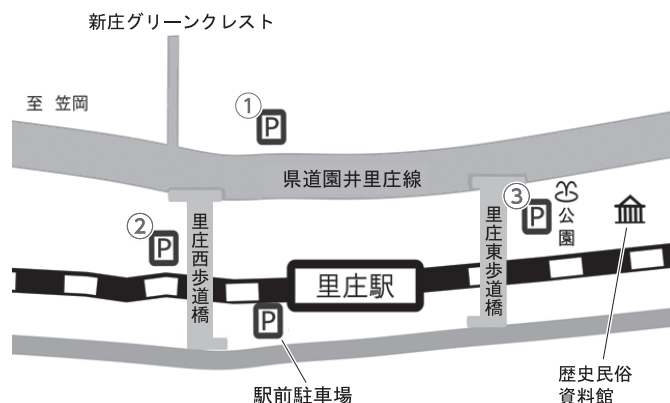 新庄グリーンクレスト
至 笠岡
①
P
県道園井里庄線
②
P
里庄西歩道橋
里庄東歩道橋
③
P
公園
里庄駅
P
駅前駐車場
歴史民俗
資料館